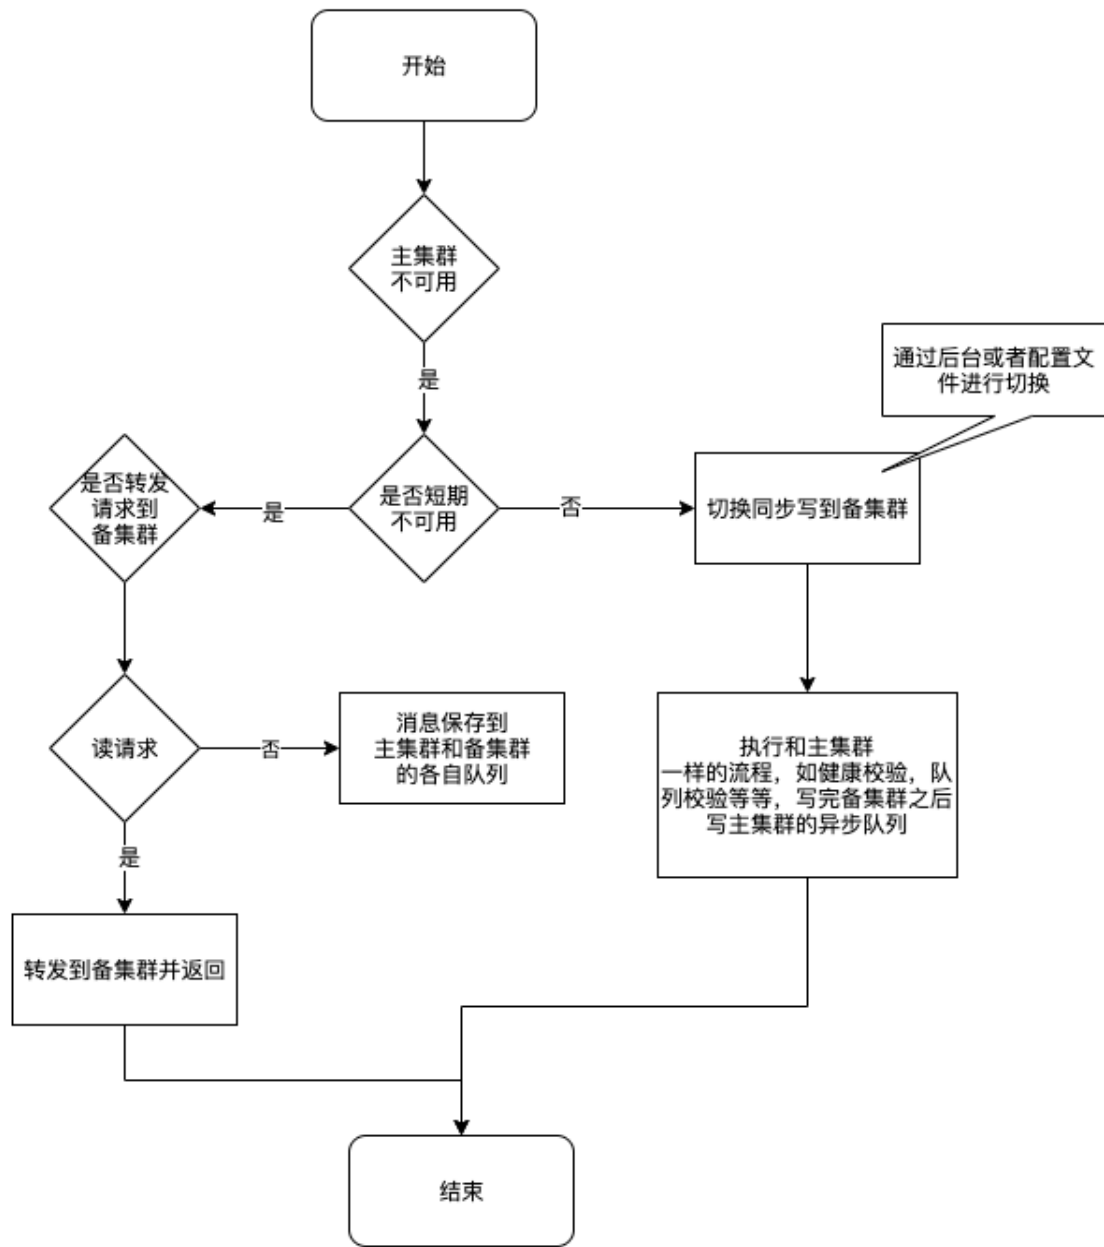 开始
主集群
不可用
是
通过后台或者配置文
件进行切换
是否转发
请求到
备集群
是
是否短期
不可用
否
切换同步写到备集群
读请求
否
消息保存到
主集群和备集群
的各自队列
执行和主集群
一样的流程，如健康校验，队
列校验等等，写完备集群之后
写主集群的异步队列
是
转发到备集群并返回
结束